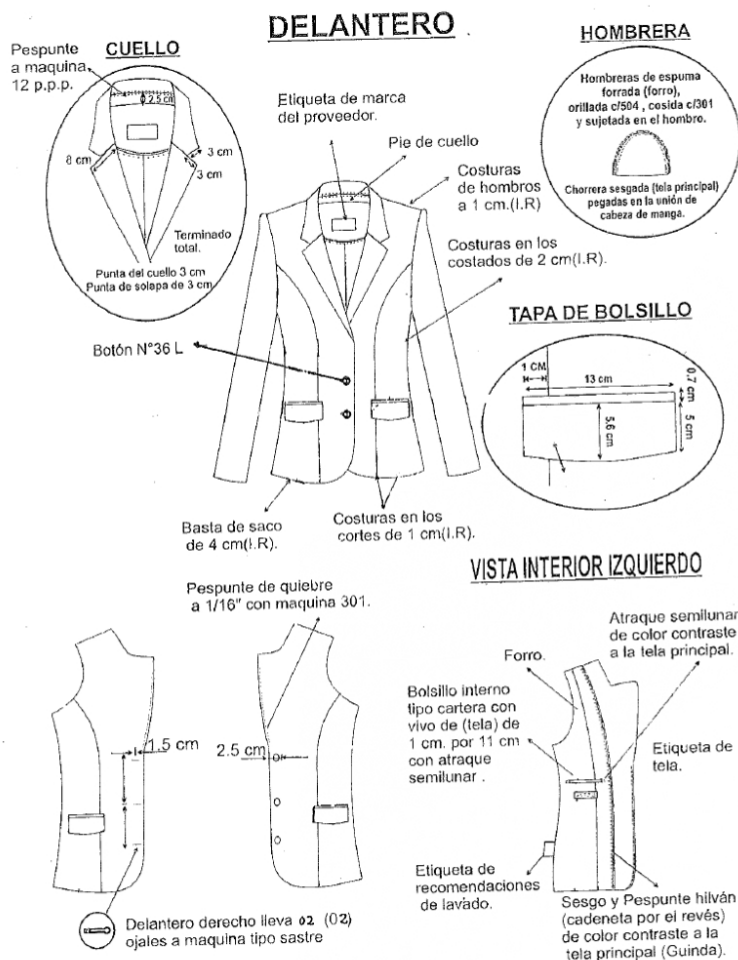 DELANTERO
CUELLO
Pespunte
a maquina
12 p.p.p.
2.5 cm
8 cm
3 cm
3 cm
Terminado
total.
Punta del cuello 3 cm
Punta de solapa de 3 cm
Etiqueta de marca
del proveedor.
Pie de cuello
Costuras
de hombros
a 1 cm.(I.R)
Costuras en los
costados de 2 cm(I.R).
HOMBRERA
Hombreras de espuma
forrada (forro),
orillada c/504 , cosida c/301
y sujetada en el hombro.
Chorrera sesgada (tela principal)
pegadas en la unión de
cabeza de manga.
TAPA DE BOLSILLO
1 CM
13 cm
0.7 cm
5.6 cm
5 cm
Botón N°36 L
Basta de saco
de 4 cm(I.R).
Costuras en los
cortes de 1 cm(I.R).
Pespunte de quiebre
a 1/16" con maquina 301.
1.5 cm
2.5 cm
Delantero derecho lleva 02 (02)
ojales a maquina tipo sastre
VISTA INTERIOR IZQUIERDO
Atraque semilunar
de color contraste
a la tela principal.
Forro.
Bolsillo interno
tipo cartera con
vivo de (tela) de
1 cm. por 11 cm
con atraque
semilunar .
Etiqueta de
tela.
Etiqueta de
recomendaciones
de lavado.
Sesgo y Pespunte hilván
(cadeneta por el revés)
de color contraste a la
tela principal (Guinda).